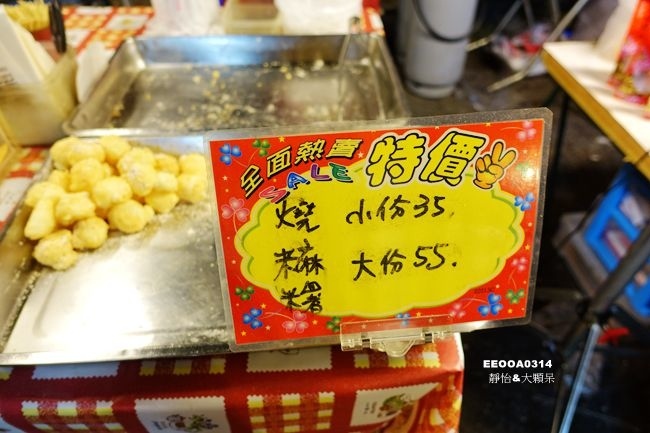 全面熱賣
SALE
特價
燒 小份35.
糜 大份55.
糬
EEOOA0314
靜怡&大顆呆